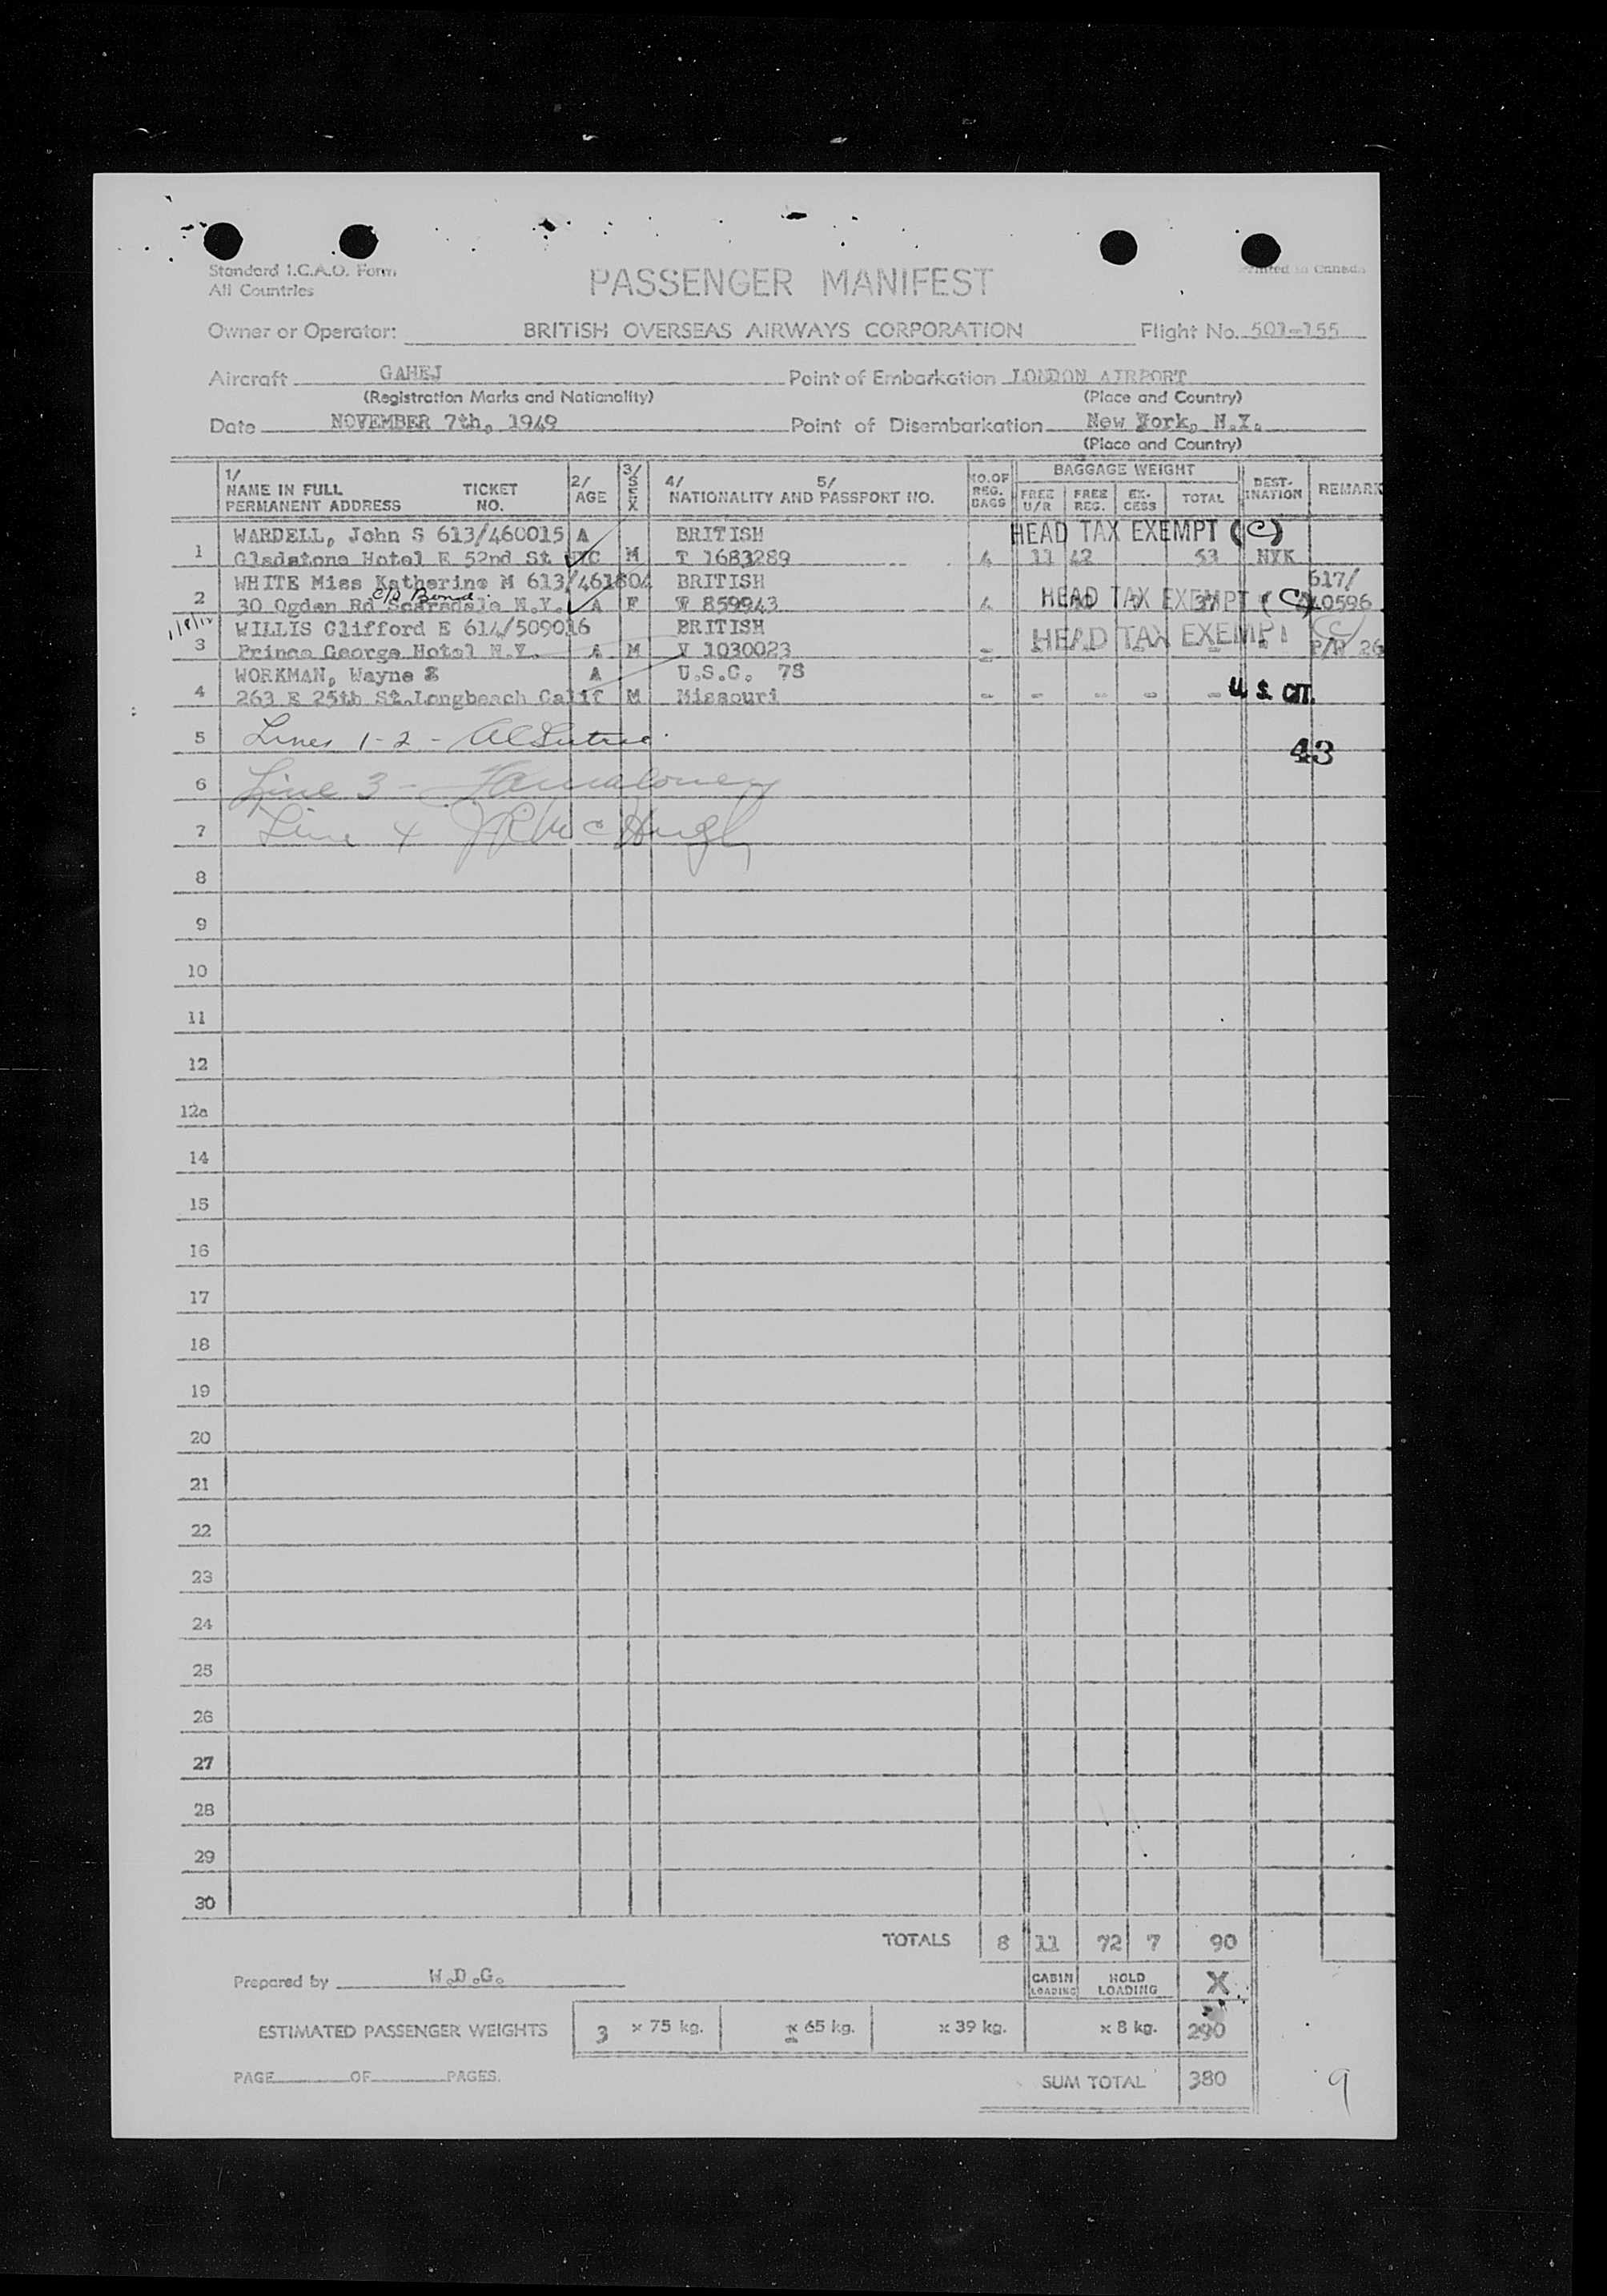 Standard I.C.A.O. Form
All Countries
PASSENGER MANIFEST
Printed in Canada
Owner or Operator: BRITISH OVERSEAS AIRWAYS CORPORATION Flight No. 501-155
Aircraft GAHEJ Point of Embarkation LONDON AIRPORT
(Registration Marks and Nationality) (Place and Country)
Date NOVEMBER 7th, 1949 Point of Disembarkation New York, N.Y.
(Place and Country)
1/ NAME IN FULL PERMANENT ADDRESS TICKET NO. 2/ AGE 3/ SEX 4/ 5/ NATIONALITY AND PASSPORT NO. NO. OF REG. BAGS BAGGAGE WEIGHT FREE U/R FREE REG. EX-CESS TOTAL DEST-INATION REMARK
WARDELL, John S 613/460015 A BRITISH HEAD TAX EXEMPT (C)
1 Gladstone Hotel E 52nd St NYC M T 1683289 4 11 42 53 NYK
WHITE Miss Katherine M 613/461804 BRITISH 617/
c/o Bond
2 30 Ogden Rd Scarsdale N.Y. A F T 859943 4 HEAD TAX EXEMPT (C) 40596
WILLIS Clifford E 614/509016 BRITISH HEAD TAX EXEMPT (C)
3 Prince George Hotel N.Y. A M V 1030023 - - - P/R 26
WORKMAN, Wayne A U.S.C. 78
4 263 E 25th St. Longbeach Calif M Missouri - - - - - U.S. CIT.
5 Lines 1-2 -
43
6 Line 3 -
7 Line 4 JR McHugh
8
9
10
11
12
12a
14
15
16
17
18
19
20
21
22
23
24
25
26
27
28
29
30
TOTALS 8 11 72 7 90
Prepared by W.D.G. CABIN LOADING HOLD LOADING X
ESTIMATED PASSENGER WEIGHTS 3 x 75 kg. x 65 kg. x 39 kg. x 8 kg. 290
PAGE OF PAGES. SUM TOTAL 380
9